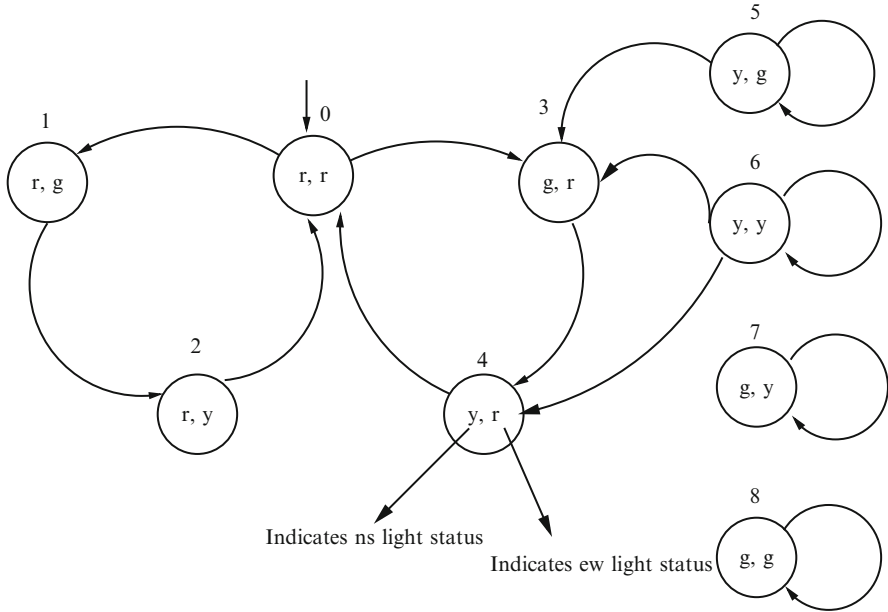 5
y, g
0
3
1
r, r
g, r
r, g
6
y, y
2
4
7
r, y
y, r
g, y
8
Indicates ns light status
Indicates ew light status
g, g